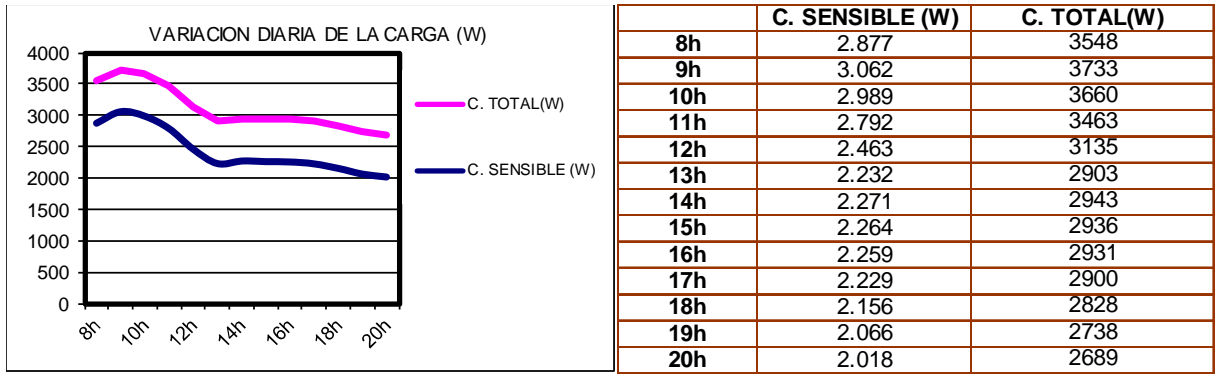 VARIACION DIARIA DE LA CARGA (W)
4000
3500
3000
2500
2000
1500
1000
500
0
8h 10h 12h 14h 16h 18h 20h
C. TOTAL(W)
C. SENSIBLE (W)
C. SENSIBLE (W) C. TOTAL(W)
8h 2.877 3548
9h 3.062 3733
10h 2.989 3660
11h 2.792 3463
12h 2.463 3135
13h 2.232 2903
14h 2.271 2943
15h 2.264 2936
16h 2.259 2931
17h 2.229 2900
18h 2.156 2828
19h 2.066 2738
20h 2.018 2689